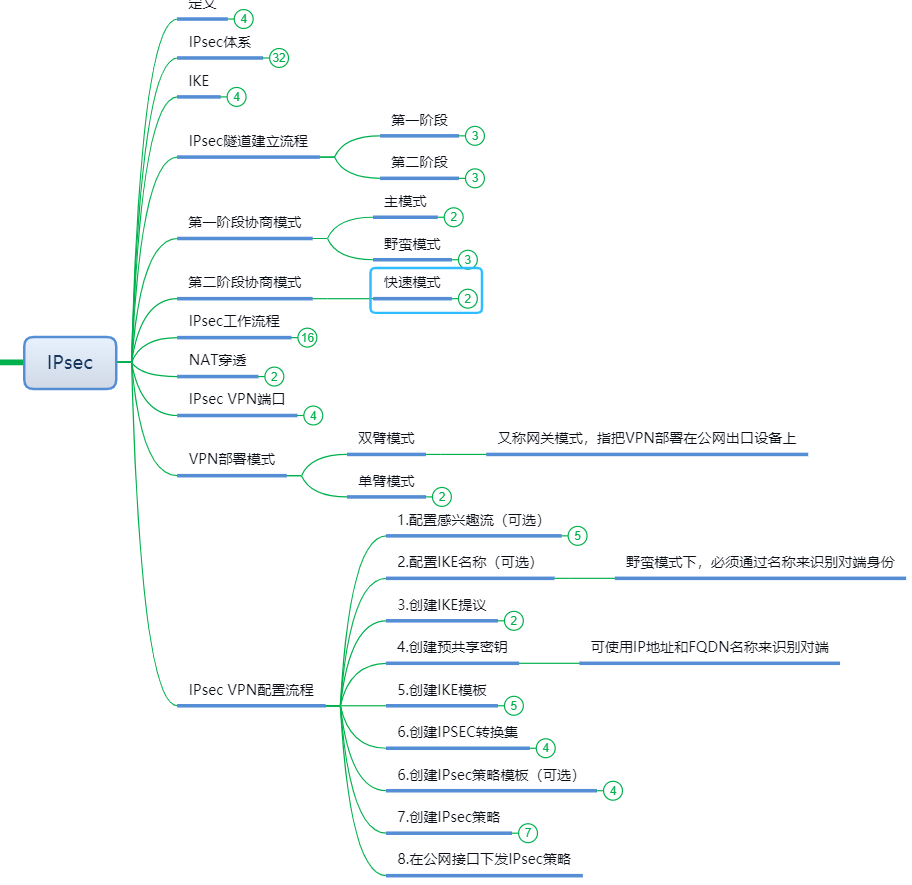 定义
4
IPsec体系
32
IKE
4
IPsec隧道建立流程
第一阶段
3
第二阶段
3
第一阶段协商模式
主模式
2
野蛮模式
3
第二阶段协商模式
快速模式
2
IPsec工作流程
16
NAT穿透
2
IPsec VPN端口
4
IPsec
VPN部署模式
双臂模式
又称网关模式，指把VPN部署在公网出口设备上
单臂模式
2
IPsec VPN配置流程
1.配置感兴趣流（可选）
5
2.配置IKE名称（可选）
野蛮模式下，必须通过名称来识别对端身份
3.创建IKE提议
2
4.创建预共享密钥
可使用IP地址和FQDN名称来识别对端
5.创建IKE模板
5
6.创建IPSEC转换集
4
6.创建IPsec策略模板（可选）
4
7.创建IPsec策略
7
8.在公网接口下发IPsec策略